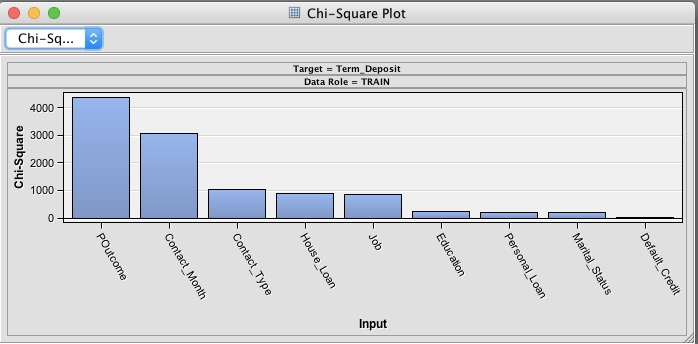 Chi-Square Plot
Chi-Sq...
Target = Term_Deposit
Data Role = TRAIN
Chi-Square
4000
3000
2000
1000
0
POutcome
Contact_Month
Contact_Type
House_Loan
Job
Education
Personal_Loan
Marital_Status
Default_Credit
Input